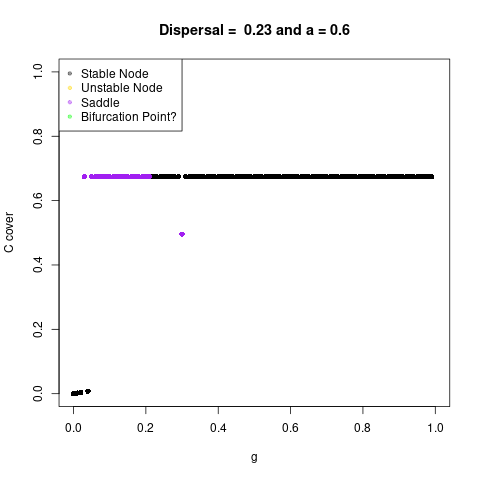 Dispersal =  0.23 and a = 0.6
Stable Node
Unstable Node
Saddle
Bifurcation Point?
1.0
0.8
0.6
0.4
0.2
0.0
C cover
0.0 0.2 0.4 0.6 0.8 1.0
g